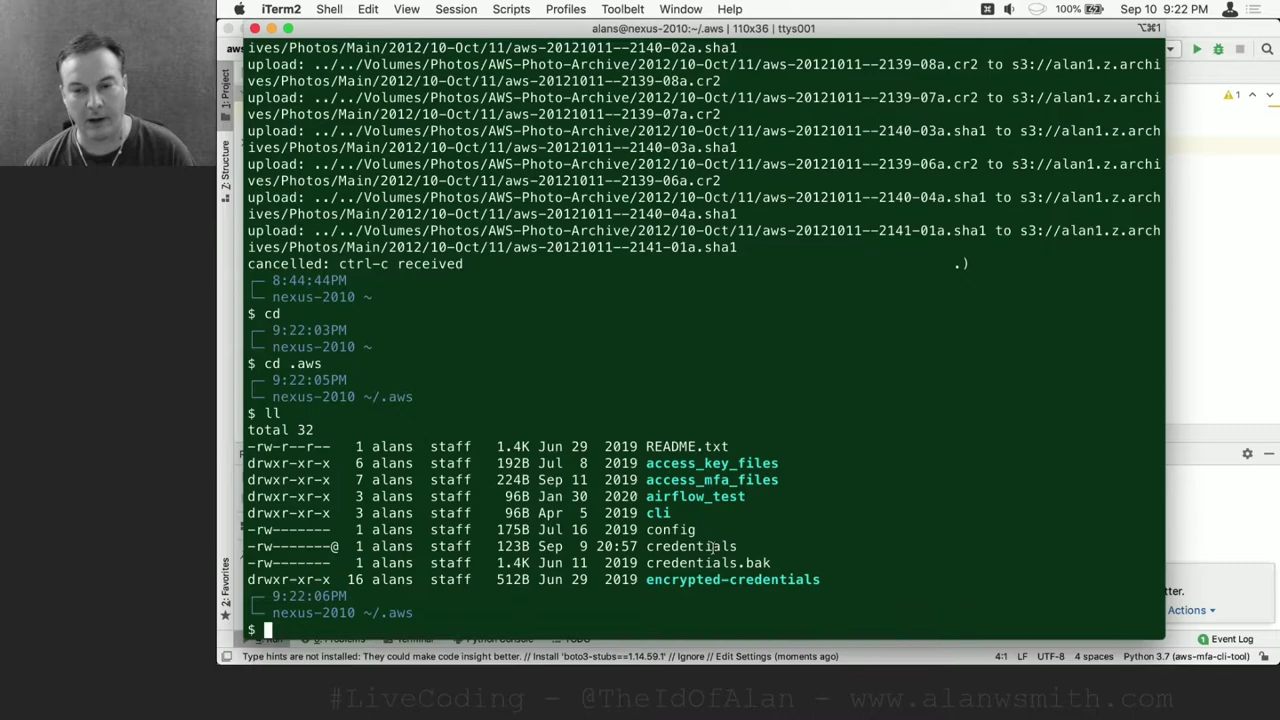 iTerm2 Shell Edit View Session Scripts Profiles Toolbelt Window Help 100% Sep 10 9:22 PM
alans@nexus-2010:~/.aws | 110x36 | ttys001 ⌥⌘1
aws
1: Project
Z: Structure
2: Favorites
1
ives/Photos/Main/2012/10-Oct/11/aws-20121011--2140-02a.sha1
upload: ../../Volumes/AWS-Photo-Archive/2012/10-Oct/11/aws-20121011--2139-08a.cr2 to s3://alan1.z.arch
ives/Photos/Main/2012/10-Oct/11/aws-20121011--2139-08a.cr2
upload: ../../Volumes/AWS-Photo-Archive/2012/10-Oct/11/aws-20121011--2139-07a.cr2 to s3://alan1.z.arch
ives/Photos/Main/2012/10-Oct/11/aws-20121011--2139-07a.cr2
upload: ../../Volumes/AWS-Photo-Archive/2012/10-Oct/11/aws-20121011--2140-03a.sha1 to s3://alan1.z.arch
ives/Photos/Main/2012/10-Oct/11/aws-20121011--2140-03a.sha1
upload: ../../Volumes/AWS-Photo-Archive/2012/10-Oct/11/aws-20121011--2139-06a.cr2 to s3://alan1.z.arch
ives/Photos/Main/2012/10-Oct/11/aws-20121011--2139-06a.cr2
upload: ../../Volumes/AWS-Photo-Archive/2012/10-Oct/11/aws-20121011--2140-04a.sha1 to s3://alan1.z.arch
ives/Photos/Main/2012/10-Oct/11/aws-20121011--2140-04a.sha1
upload: ../../Volumes/AWS-Photo-Archive/2012/10-Oct/11/aws-20121011--2141-01a.sha1 to s3://alan1.z.arch
ives/Photos/Main/2012/10-Oct/11/aws-20121011--2141-01a.sha1
cancelled: ctrl-c received .)
8:44:44PM
nexus-2010 ~
$ cd
9:22:03PM
nexus-2010 ~
$ cd .aws
9:22:05PM
nexus-2010 ~/.aws
$ ll
total 32
-rw-r--r-- 1 alans staff 1.4K Jun 29 2019 README.txt
drwxr-xr-x 6 alans staff 192B Jul 8 2019 access_key_files
drwxr-xr-x 7 alans staff 224B Sep 11 2019 access_mfa_files
drwxr-xr-x 3 alans staff 96B Jan 30 2020 airflow_test
drwxr-xr-x 3 alans staff 96B Apr 5 2019 cli
-rw------- 1 alans staff 175B Jul 16 2019 config
-rw-------@ 1 alans staff 123B Sep 9 20:57 credentials
-rw------- 1 alans staff 1.4K Jun 11 2019 credentials.bak
drwxr-xr-x 16 alans staff 512B Jun 29 2019 encrypted-credentials
9:22:06PM
nexus-2010 ~/.aws
$
tter.
Actions
1 Event Log
Type hints are not installed: They could make code insight better. // Install 'boto3-stubs==1.14.59.1' // Ignore // Edit Settings (moments ago) 4:1 LF UTF-8 4 spaces Python 3.7 (aws-mfa-cli-tool)
#LiveCoding - @TheIdOfAlan - www.alanwsmith.com